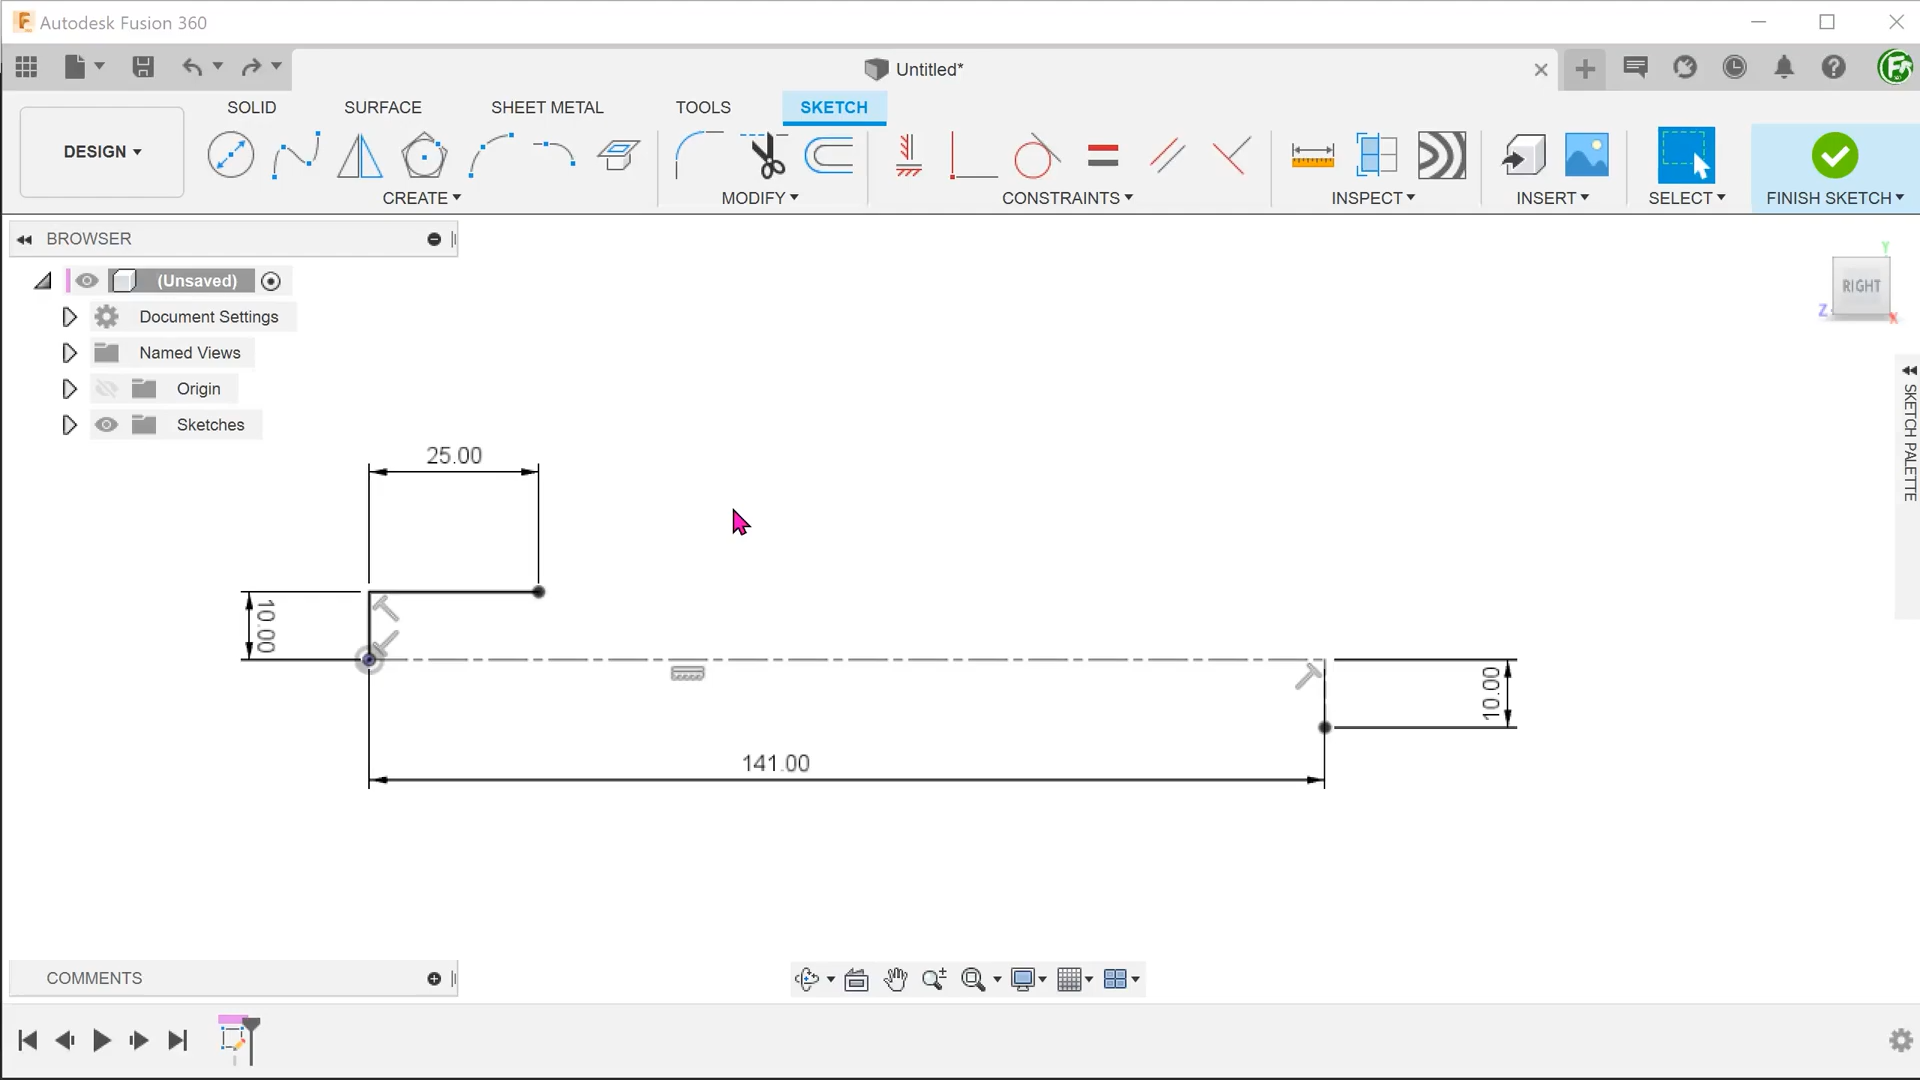 Autodesk Fusion 360
Untitled*
SOLID SURFACE SHEET METAL TOOLS SKETCH
DESIGN
CREATE MODIFY CONSTRAINTS INSPECT INSERT SELECT FINISH SKETCH
BROWSER
(Unsaved)
Document Settings
Named Views
Origin
Sketches
Y
RIGHT
Z
X
SKETCH PALETTE
25.00
10.00
10.00
141.00
COMMENTS